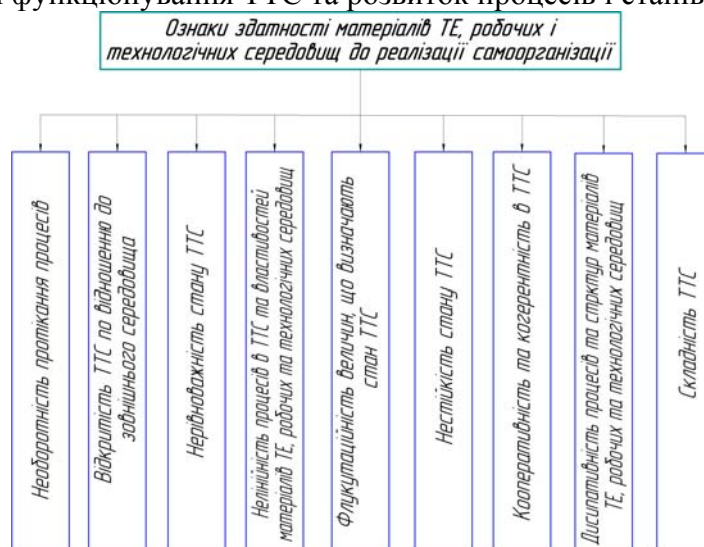 функціонування ТТС та розвиток процесів і станів
Ознаки здатності матеріалів ТЕ, робочих і
технологічних середовищ до реалізації самоорганізації
Необоротність протікання процесів
Відкритість ТТС по відношенню до
зовнішнього середовища
Нерівноважність стану ТТС
Нелінійність процесів в ТТС та властивостей
матеріалів ТЕ, робочих та технологічних середовищ
Флукутаційність величин, що визначають
стан ТТС
Нестійкість стану ТТС
Кооперативність та когерентність в ТТС
Дисипативність процесів та стрктур матеріалів
ТЕ, робочих та технологічних середовищ
Складність ТТС